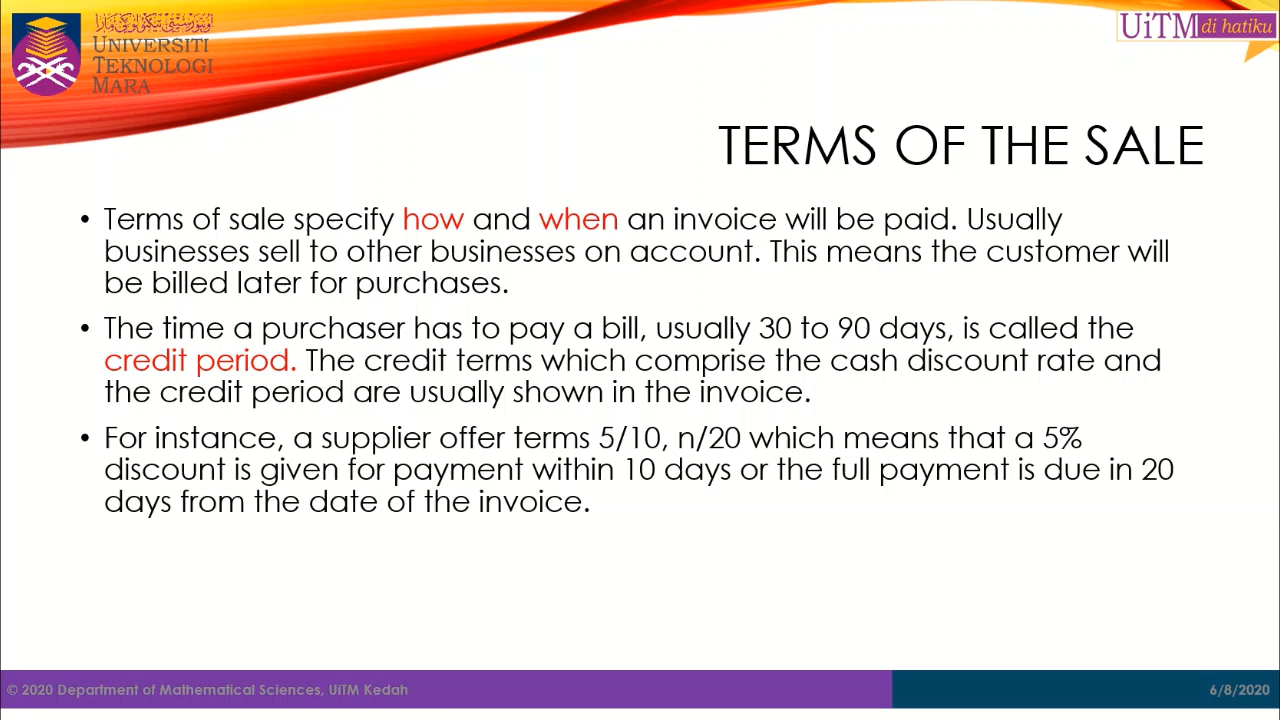 UNIVERSITI
TEKNOLOGI
MARA
UiTM di hatiku
TERMS OF THE SALE
• Terms of sale specify how and when an invoice will be paid. Usually
businesses sell to other businesses on account. This means the customer will
be billed later for purchases.
• The time a purchaser has to pay a bill, usually 30 to 90 days, is called the
credit period. The credit terms which comprise the cash discount rate and
the credit period are usually shown in the invoice.
• For instance, a supplier offer terms 5/10, n/20 which means that a 5%
discount is given for payment within 10 days or the full payment is due in 20
days from the date of the invoice.
© 2020 Department of Mathematical Sciences, UiTM Kedah
6/8/2020